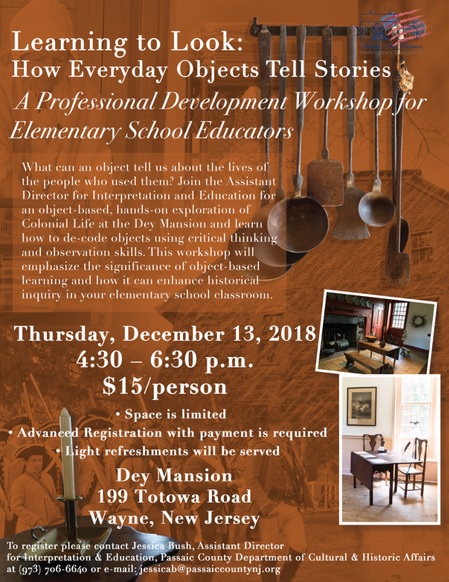 Learning to Look:
How Everyday Objects Tell Stories
A Professional Development Workshop for
Elementary School Educators
What can an object tell us about the lives of
the people who used them? Join the Assistant
Director for Interpretation and Education for
an object-based, hands-on exploration of
Colonial Life at the Dey Mansion and learn
how to de-code objects using critical thinking
and observation skills. This workshop will
emphasize the significance of object-based
learning and how it can enhance historical
inquiry in your elementary school classroom.
Thursday, December 13, 2018
4:30 – 6:30 p.m.
$15/person
• Space is limited
• Advanced Registration with payment is required
• Light refreshments will be served
Dey Mansion
199 Totowa Road
Wayne, New Jersey
To register please contact Jessica Bush, Assistant Director
for Interpretation & Education, Passaic County Department of Cultural & Historic Affairs
at (973) 706-6640 or e-mail: jessicab@passaiccountynj.org